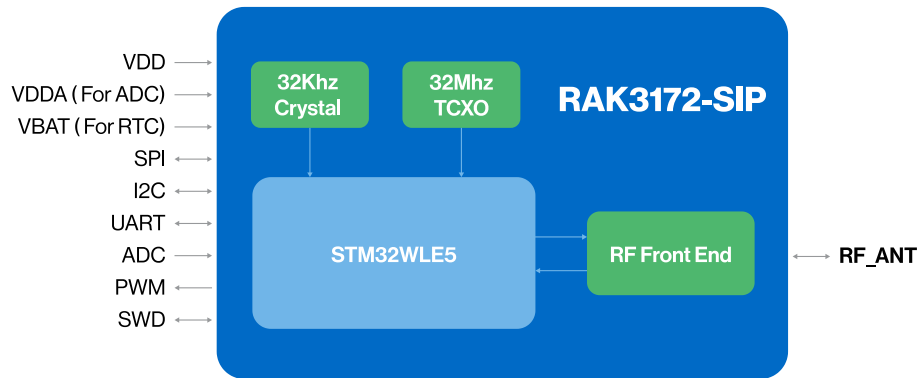 VDD
VDDA ( For ADC)
VBAT ( For RTC)
SPI
I2C
UART
ADC
PWM
SWD
32Khz
Crystal
32Mhz
TCXO
RAK3172-SIP
STM32WLE5
RF Front End
RF_ANT